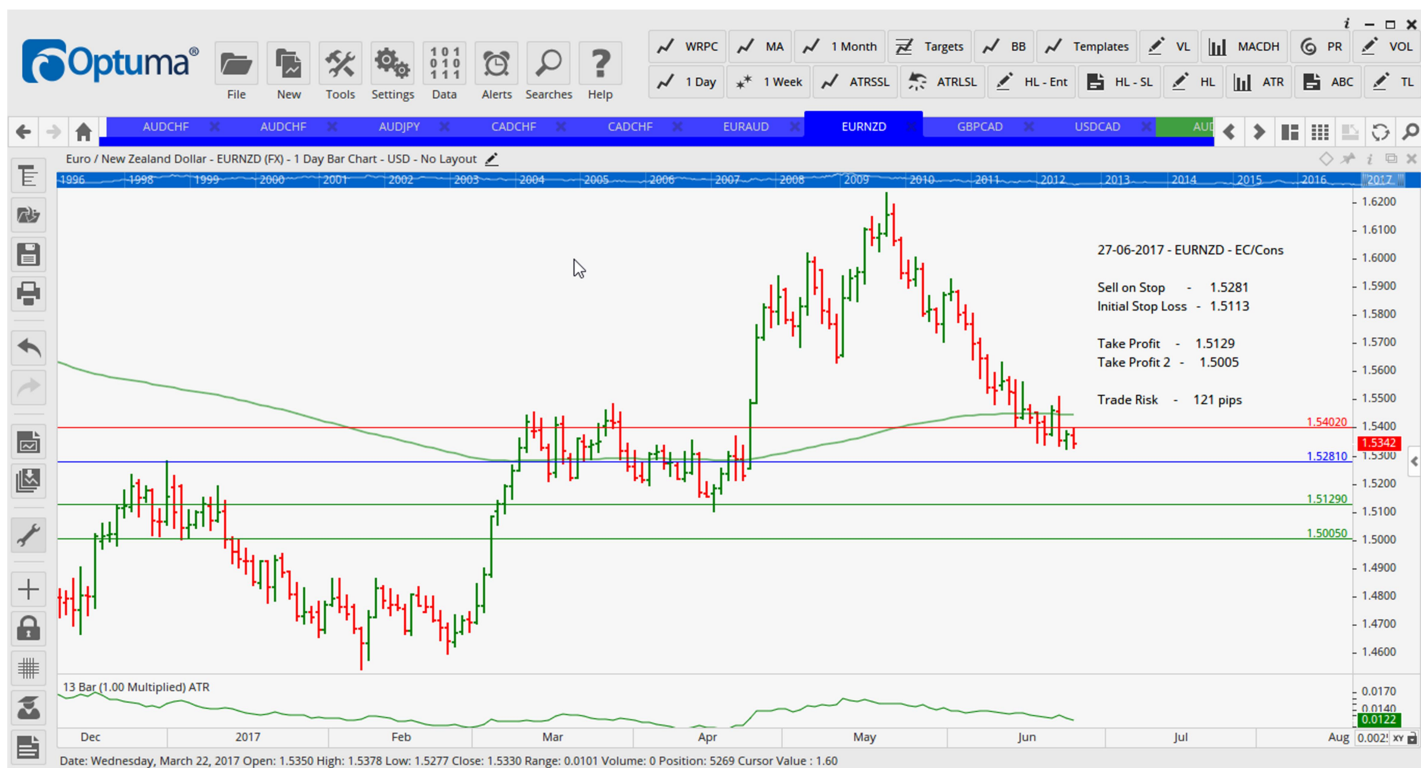 i
Optuma®
File New Tools Settings Data Alerts Searches Help
101
010
111
WRPC MA 1 Month Targets BB Templates VL MACDH PR VOL
1 Day 1 Week ATRSSL ATRLSL HL - Ent HL - SL HL ATR ABC TL
AUDCHF AUDCHF AUDJPY CADCHF CADCHF EURAUD EURNZD GBPCAD USDCAD
Euro / New Zealand Dollar - EURNZD (FX) - 1 Day Bar Chart - USD - No Layout
1996 1998 1999 2000 2001 2002 2003 2004 2005 2006 2007 2008 2009 2010 2011 2012 2013 2014 2015 2016 2017
1.6200
1.6100
27-06-2017 - EURNZD - EC/Cons
1.6000
Sell on Stop - 1.5281
1.5900
Initial Stop Loss - 1.5113
1.5800
Take Profit - 1.5129
1.5700
Take Profit 2 - 1.5005
1.5600
Trade Risk - 121 pips
1.5500
1.54020
1.5400
1.5342
1.5300
1.52810
1.5200
1.51290
1.5100
1.50050
1.5000
1.4900
1.4800
1.4700
1.4600
13 Bar (1.00 Multiplied) ATR
0.0170
0.0140
0.0122
Dec 2017 Feb Mar Apr May Jun Jul Aug XY
Date: Wednesday, March 22, 2017 Open: 1.5350 High: 1.5378 Low: 1.5277 Close: 1.5330 Range: 0.0101 Volume: 0 Position: 5269 Cursor Value : 1.60